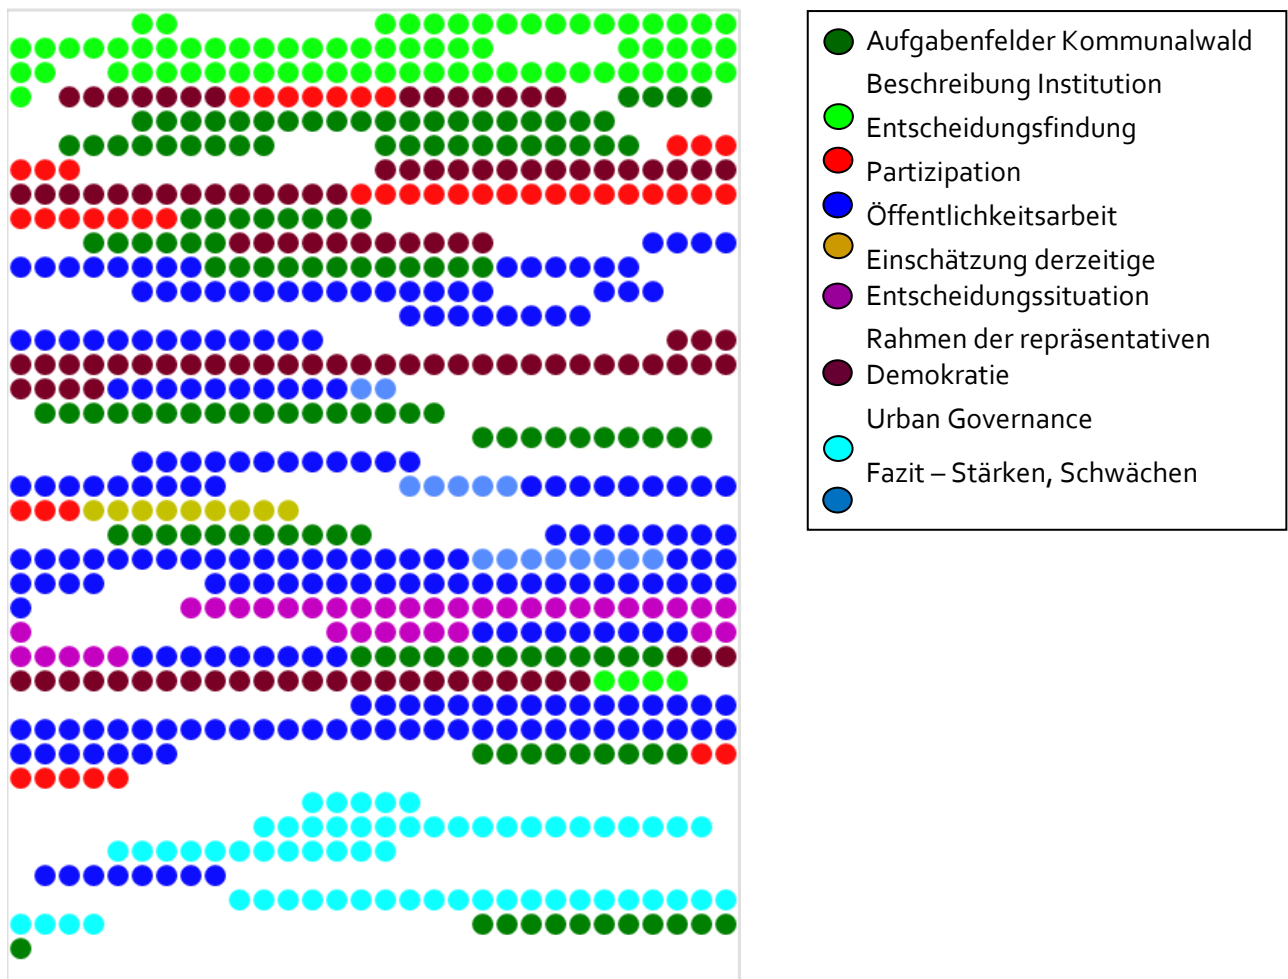 Aufgabenfelder Kommunalwald
Beschreibung Institution
Entscheidungsfindung
Partizipation
Öffentlichkeitsarbeit
Einschätzung derzeitige
Entscheidungssituation
Rahmen der repräsentativen
Demokratie
Urban Governance
Fazit – Stärken, Schwächen